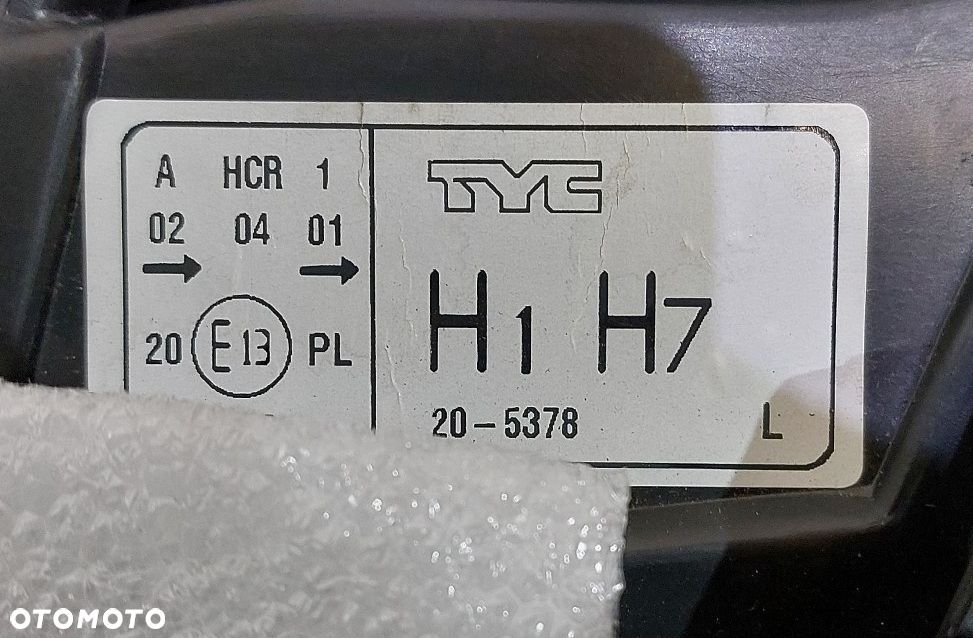 A HCR 1
02 04 01
20 E13 PL
TYC
H1 H7
20-5378 L
OTOMOTO